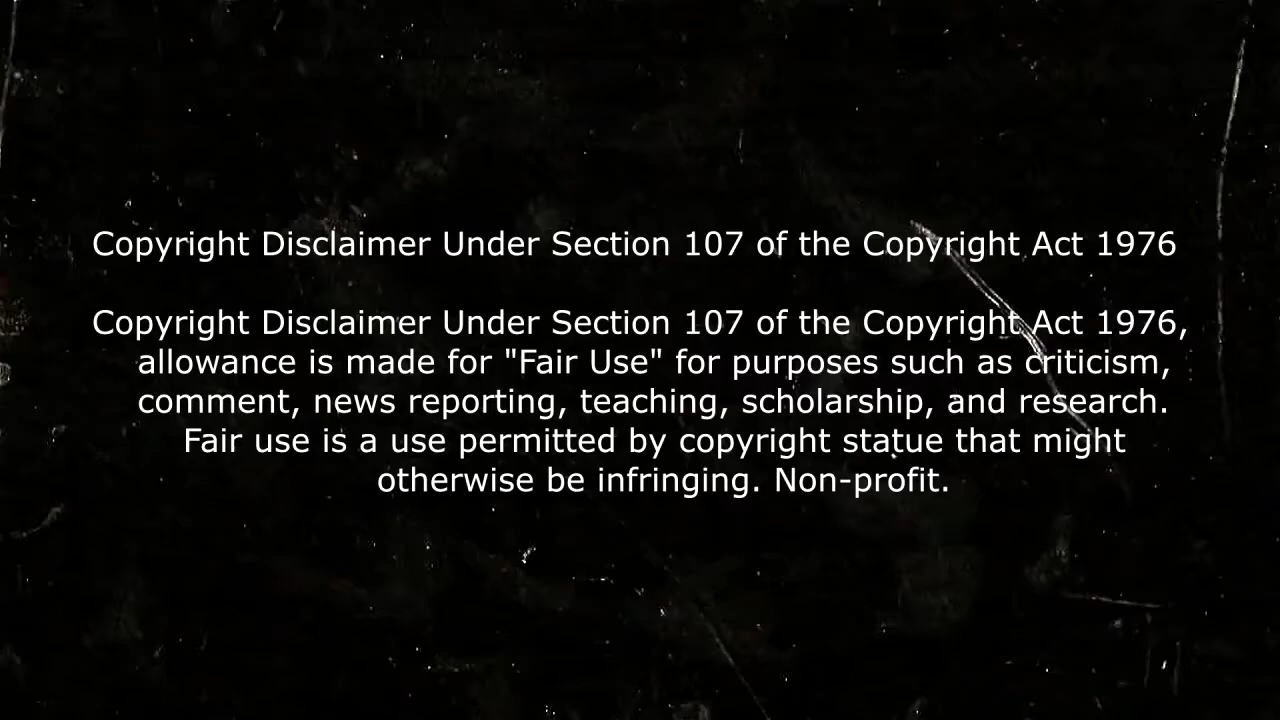 Copyright Disclaimer Under Section 107 of the Copyright Act 1976
Copyright Disclaimer Under Section 107 of the Copyright Act 1976,
allowance is made for "Fair Use" for purposes such as criticism,
comment, news reporting, teaching, scholarship, and research.
Fair use is a use permitted by copyright statue that might
otherwise be infringing. Non-profit.